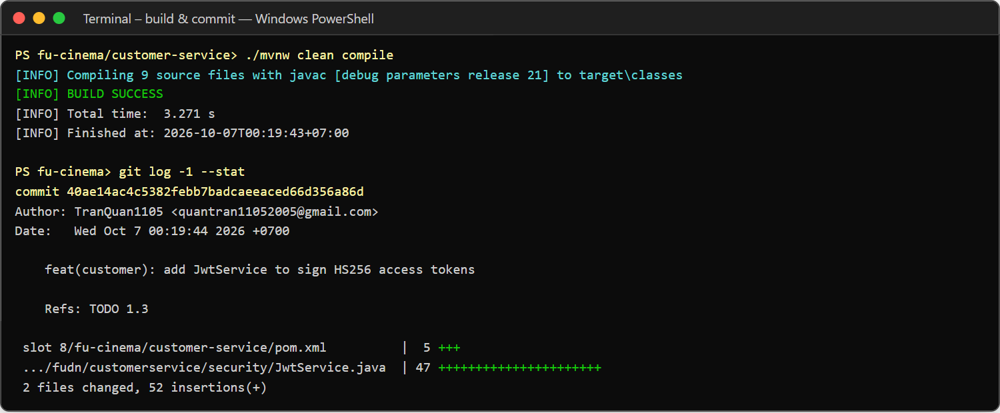 Terminal – build & commit — Windows PowerShell
PS fu-cinema/customer-service> ./mvnw clean compile
[INFO] Compiling 9 source files with javac [debug parameters release 21] to target\classes
[INFO] BUILD SUCCESS
[INFO] Total time:  3.271 s
[INFO] Finished at: 2026-10-07T00:19:43+07:00
PS fu-cinema> git log -1 --stat
commit 40ae14ac4c5382febb7badcaeeaced66d356a86d
Author: TranQuan1105 <quantran11052005@gmail.com>
Date:   Wed Oct 7 00:19:44 2026 +0700
feat(customer): add JwtService to sign HS256 access tokens
Refs: TODO 1.3
slot 8/fu-cinema/customer-service/pom.xml          |  5 +++
.../fudn/customerservice/security/JwtService.java  | 47 ++++++++++++++++++++++
2 files changed, 52 insertions(+)